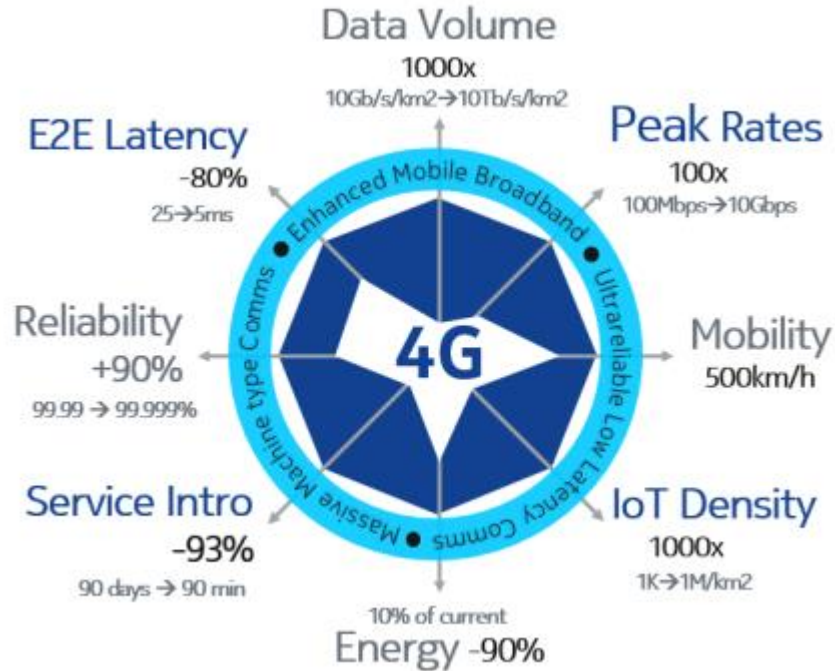 Data Volume
1000x
10Gb/s/km2→10Tb/s/km2
E2E Latency
-80%
25→5ms
Peak Rates
100x
100Mbps→10Gbps
Enhanced Mobile Broadband
Reliability
+90%
99.99 → 99.999%
4G
Mobility
500km/h
Massive Machine type Comms
Ultrareliable Low Latency Comms
Service Intro
-93%
90 days → 90 min
IoT Density
1000x
1K→1M/km2
10% of current
Energy -90%